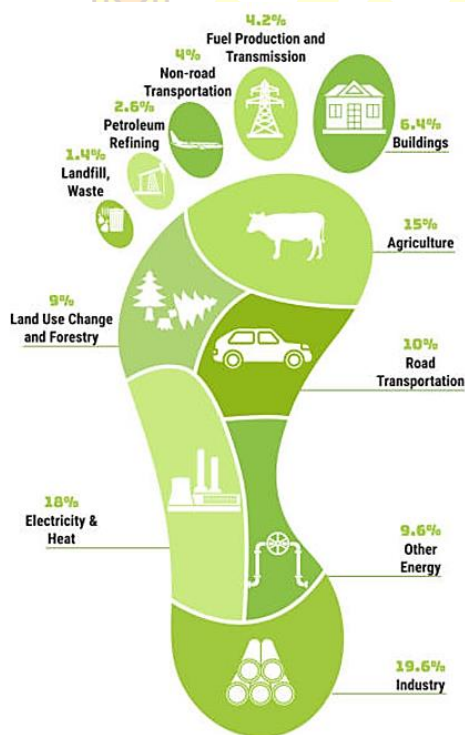 4.2%
Fuel Production and
Transmission
4%
Non-road
Transportation
2.6%
Petroleum
Refining
1.4%
Landfill,
Waste
6.4%
Buildings
15%
Agriculture
9%
Land Use Change
and Forestry
10%
Road
Transportation
18%
Electricity &
Heat
9.6%
Other
Energy
19.6%
Industry